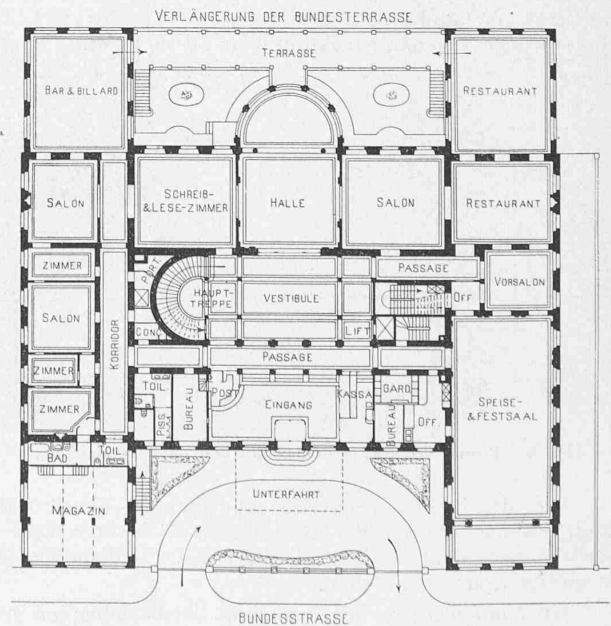 VERLÄNGERUNG DER BUNDESTERRASSE
TERRASSE
BAR & BILLARD
RESTAURANT
SALON
SCHREIB-
& LESE-ZIMMER
HALLE
SALON
RESTAURANT
ZIMMER
PORT.
HAUPT-
TREPPE
VESTIBULE
PASSAGE
OFF
VORSALON
SALON
KORRIDOR
CONC.
LIFT
PASSAGE
ZIMMER
ZIMMER
TOIL
PISS.
BUREAU
POST
EINGANG
KASSA
GARD.
BUREAU
OFF.
SPEISE-
& FESTSAAL
BAD
TOIL
MAGAZIN
UNTERFAHRT
BUNDESSTRASSE